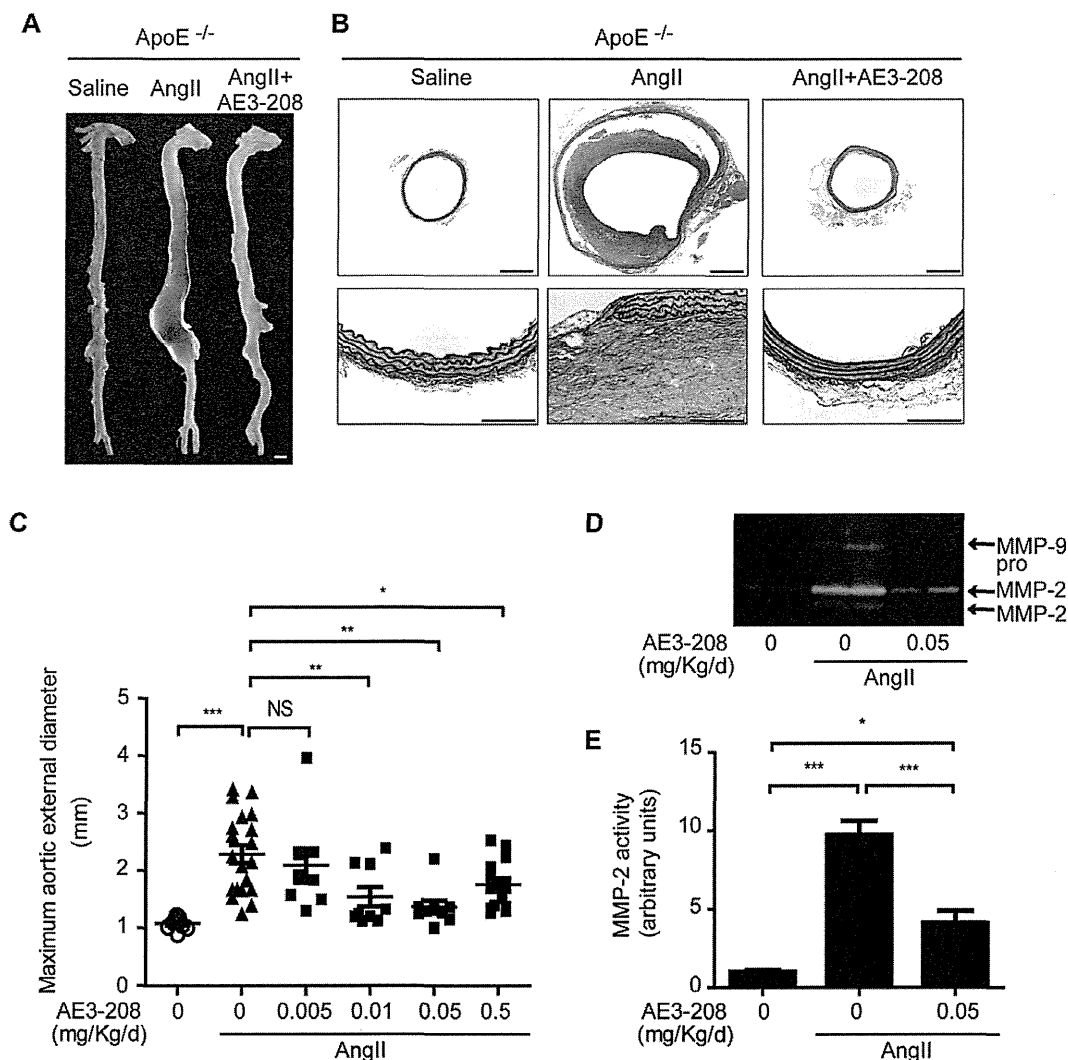 A
ApoE -/-
Saline
AngII
AngII+
AE3-208
B
ApoE -/-
Saline
AngII
AngII+AE3-208
C
Maximum aortic external diameter
(mm)
5
4
3
2
1
0
***
NS
**
**
*
AE3-208
(mg/Kg/d)
0
0
0.005
0.01
0.05
0.5
AngII
D
MMP-9
pro
MMP-2
MMP-2
AE3-208
(mg/Kg/d)
0
0
0.05
AngII
E
MMP-2 activity
(arbitrary units)
15
10
5
0
*
***
***
AE3-208
(mg/Kg/d)
0
0
0.05
AngII